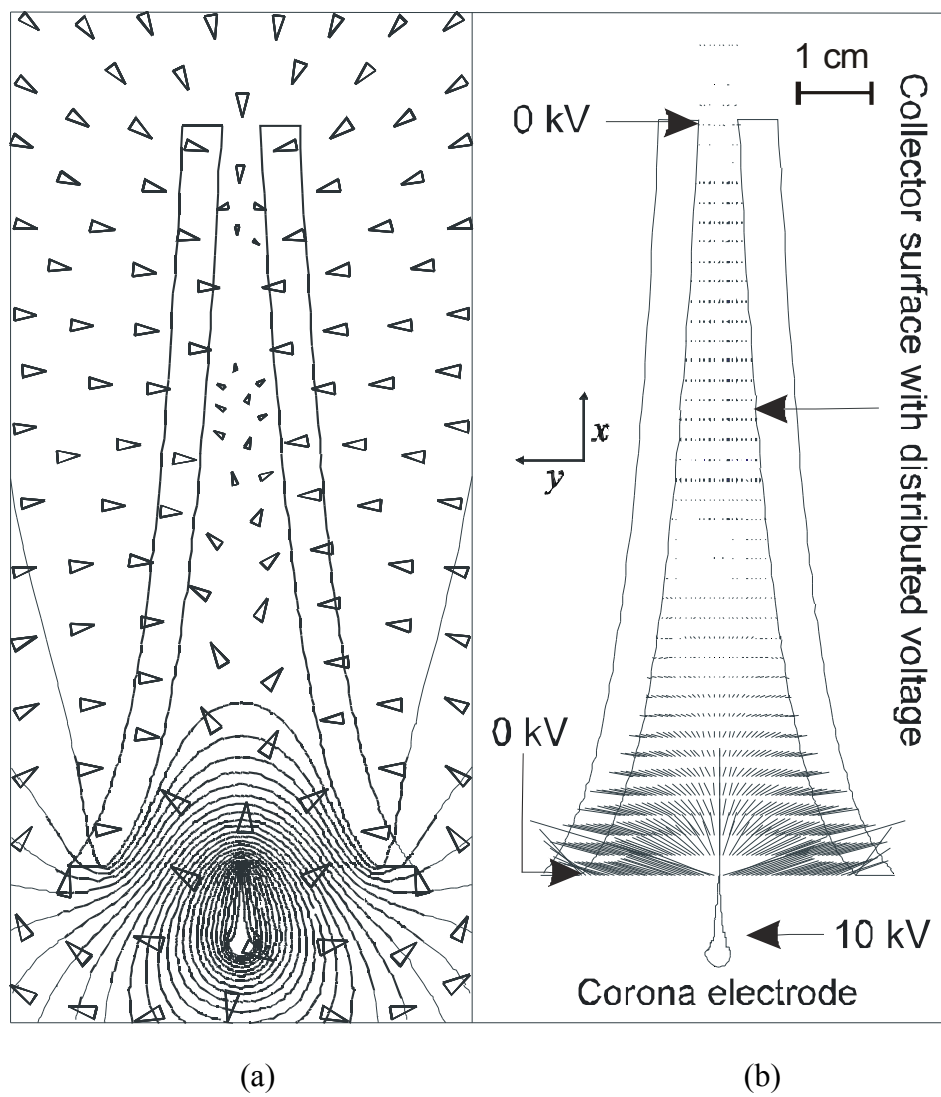 1 cm
0 kV
Collector surface with distributed voltage
x
y
0 kV
10 kV
Corona electrode
(a)
(b)